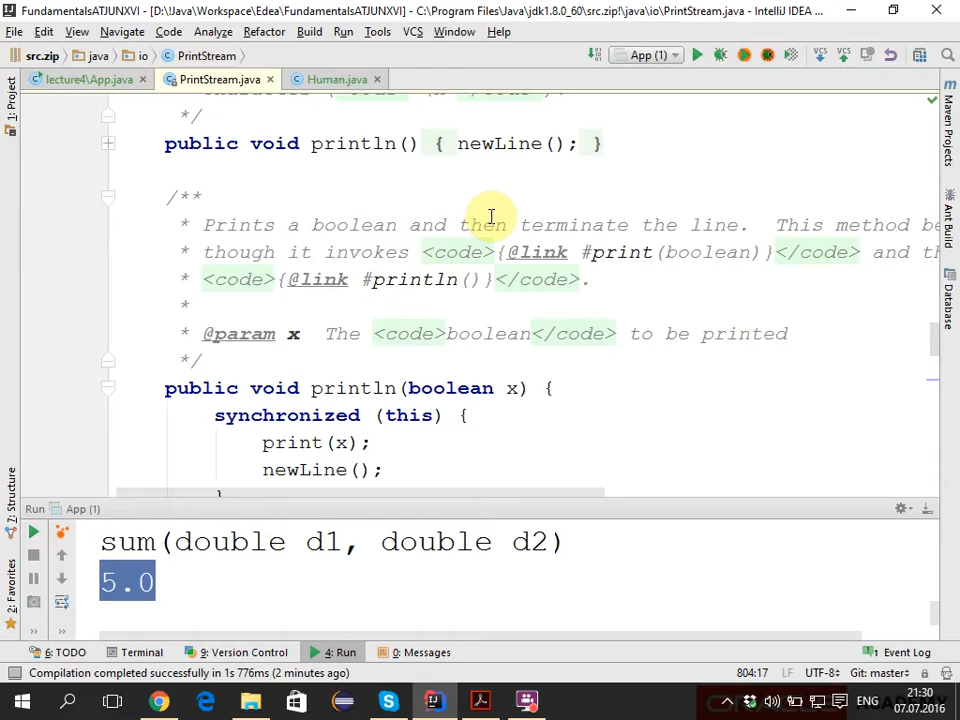 FundamentalsATJUNXVI - [D:\Java\Workspace\Edea\FundamentalsATJUNXVI] - C:\Program Files\Java\jdk1.8.0_60\src.zip!\java\io\PrintStream.java - IntelliJ IDEA ...
File Edit View Navigate Code Analyze Refactor Build Run Tools VCS Window Help
src.zip java io PrintStream App (1) VCS VCS
lecture4\App.java PrintStream.java Human.java
1: Project
7: Structure
2: Favorites
Maven Projects
Ant Build
Database
*/
public void println() { newLine(); }
/**
* Prints a boolean and then terminate the line. This method be
* though it invokes <code>{@link #print(boolean)}</code> and th
* <code>{@link #println()}</code>.
*
* @param x The <code>boolean</code> to be printed
*/
public void println(boolean x) {
synchronized (this) {
print(x);
newLine();
}
Run App (1)
sum(double d1, double d2)
5.0
6: TODO Terminal 9: Version Control 4: Run 0: Messages Event Log
Compilation completed successfully in 1s 776ms (2 minutes ago) 804:17 LF UTF-8 Git: master
ENG 21:30
07.07.2016